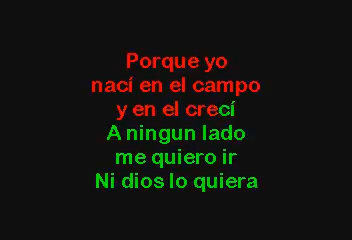 Porque yo
nací en el campo
y en el crecí
A ningun lado
me quiero ir
Ni dios lo quiera